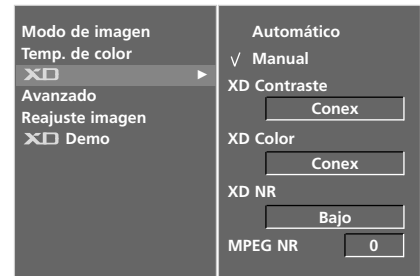 Modo de imagen
Temp. de color
XD
Avanzado
Reajuste imagen
XD Demo
Automático
√ Manual
XD Contraste
Conex
XD Color
Conex
XD NR
Bajo
MPEG NR 0